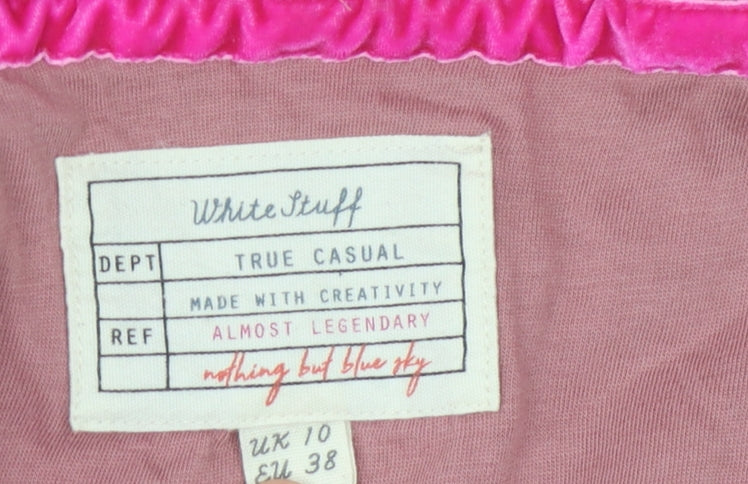 White Stuff
DEPT TRUE CASUAL
MADE WITH CREATIVITY
REF ALMOST LEGENDARY
nothing but blue sky
UK 10
EU 38